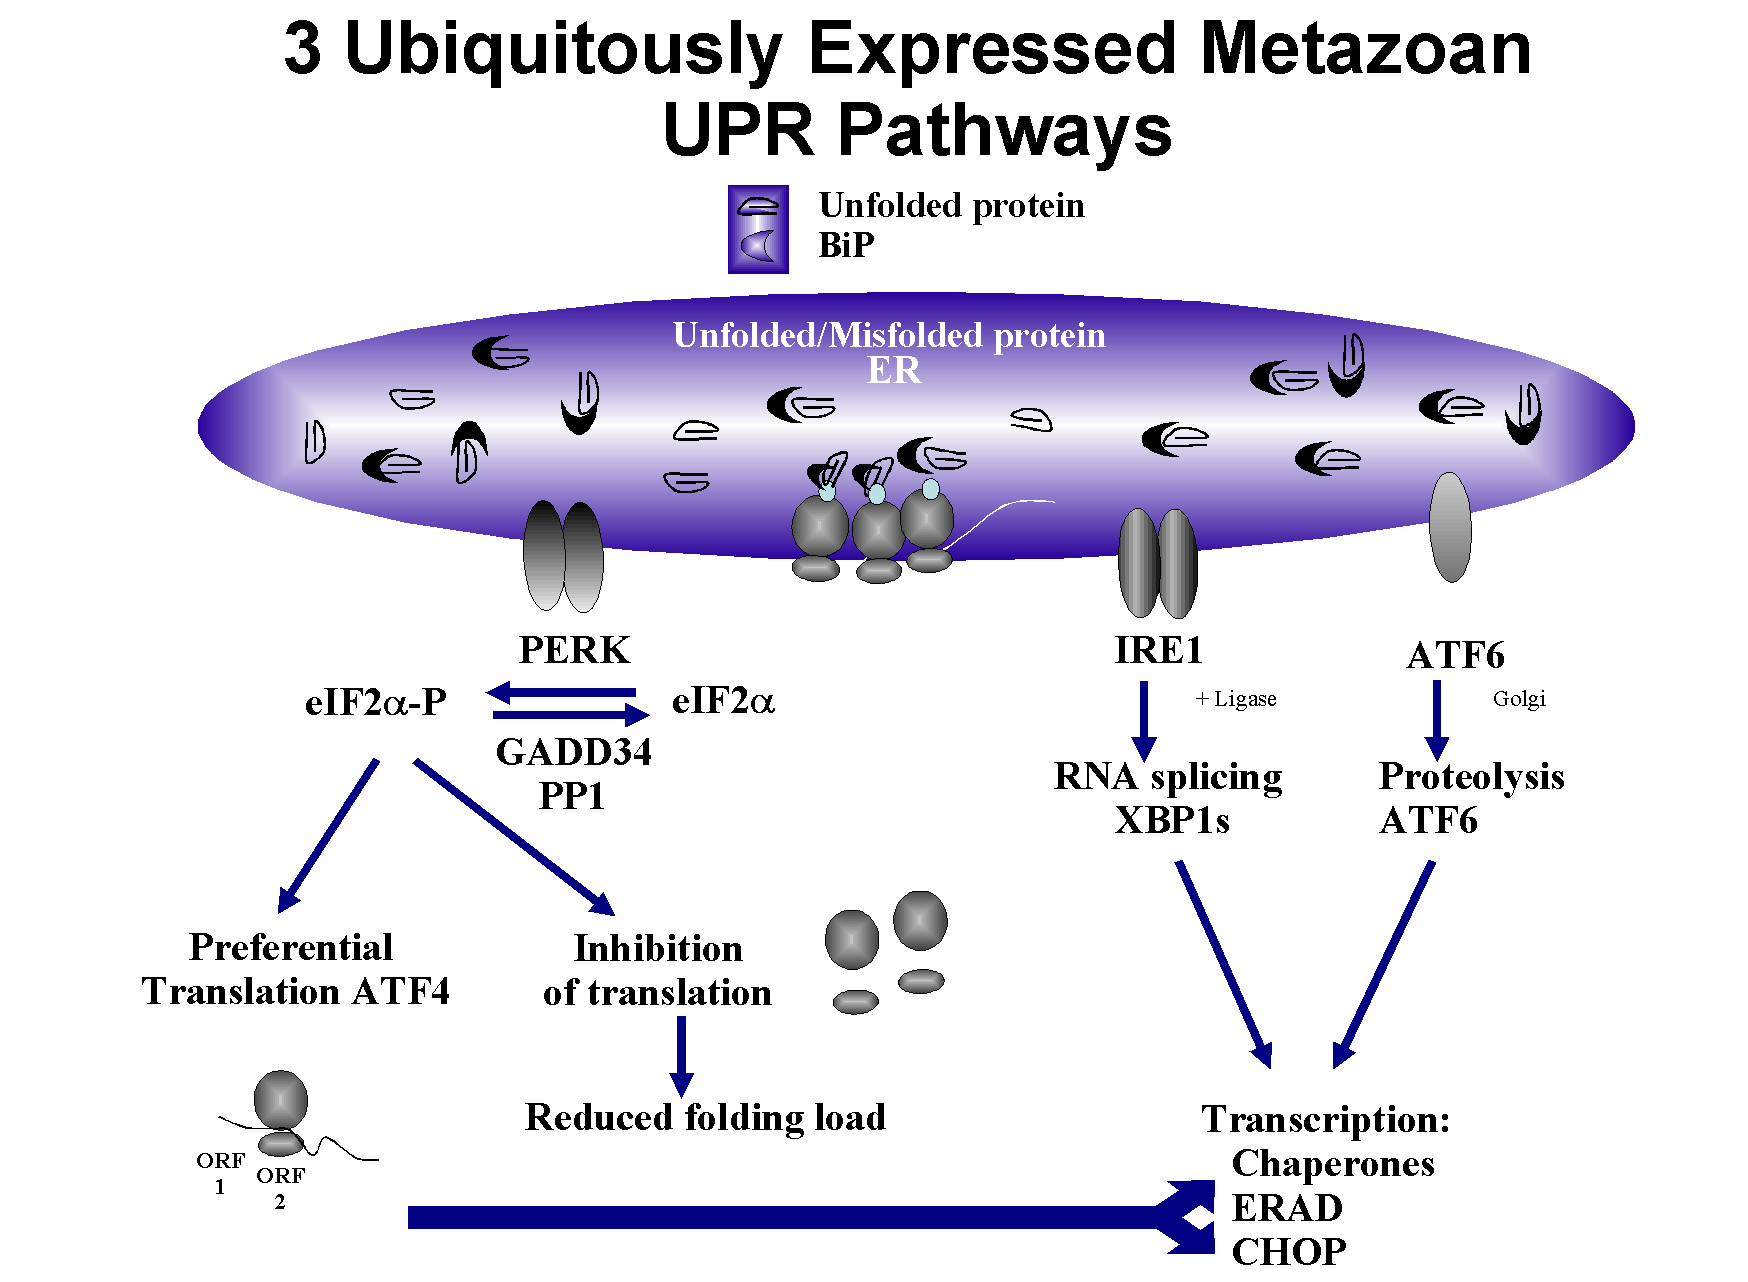 3 Ubiquitously Expressed Metazoan
UPR Pathways
Unfolded protein
BiP
Unfolded/Misfolded protein
ER
PERK
eIF2α-P
eIF2α
GADD34
PP1
IRE1
+ Ligase
RNA splicing
XBP1s
ATF6
Golgi
Proteolysis
ATF6
Preferential
Translation ATF4
Inhibition
of translation
Reduced folding load
ORF
1
ORF
2
Transcription:
Chaperones
ERAD
CHOP